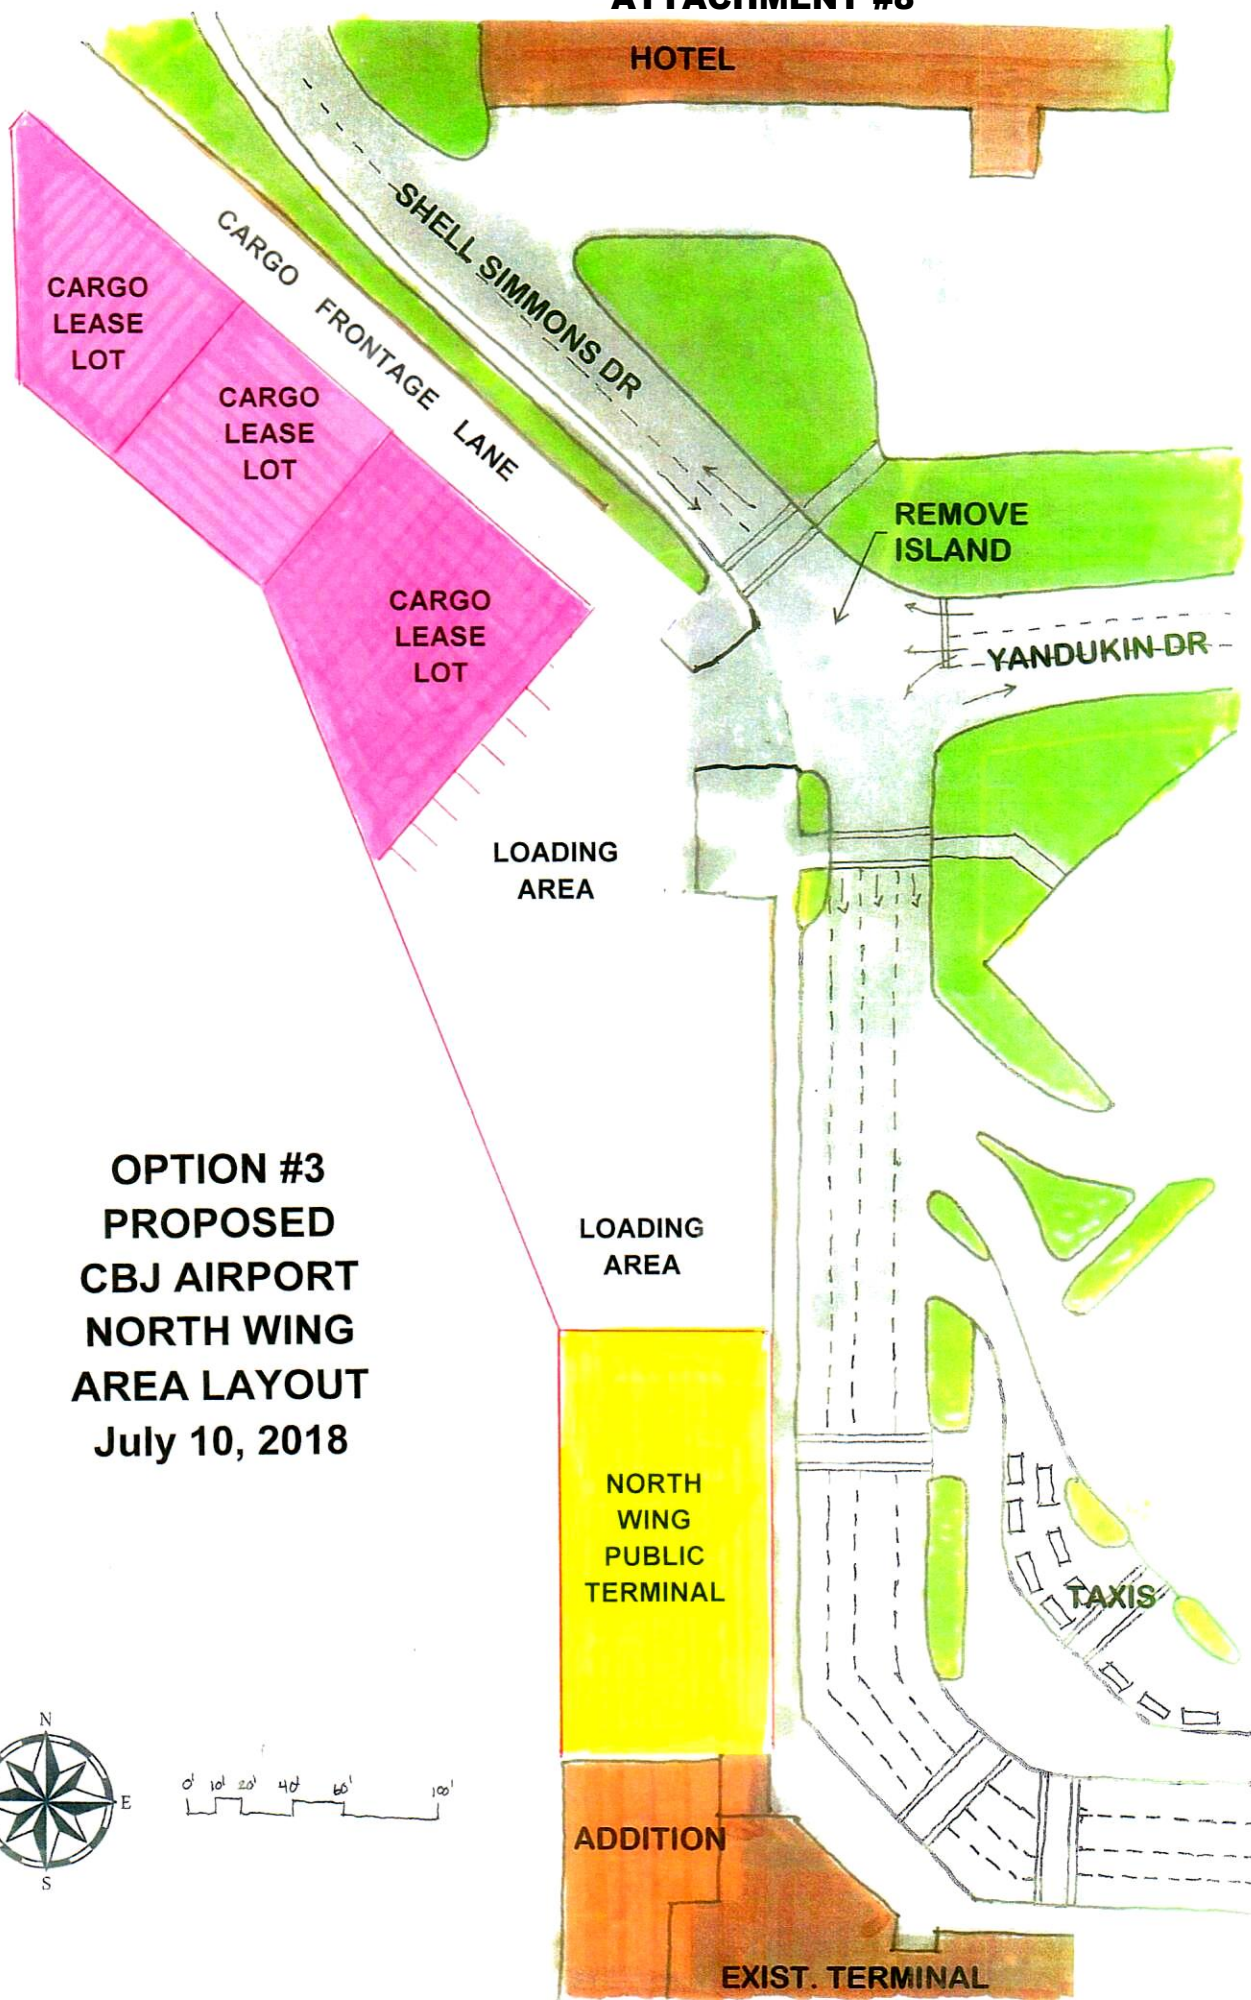 ATTACHMENT #8
HOTEL
SHELL SIMMONS DR
CARGO FRONTAGE LANE
CARGO
LEASE
LOT
CARGO
LEASE
LOT
CARGO
LEASE
LOT
REMOVE
ISLAND
YANDUKIN DR
LOADING
AREA
OPTION #3
PROPOSED
CBJ AIRPORT
NORTH WING
AREA LAYOUT
July 10, 2018
LOADING
AREA
NORTH
WING
PUBLIC
TERMINAL
TAXIS
N
E
S
0' 10' 20' 40' 60' 100'
ADDITION
EXIST. TERMINAL